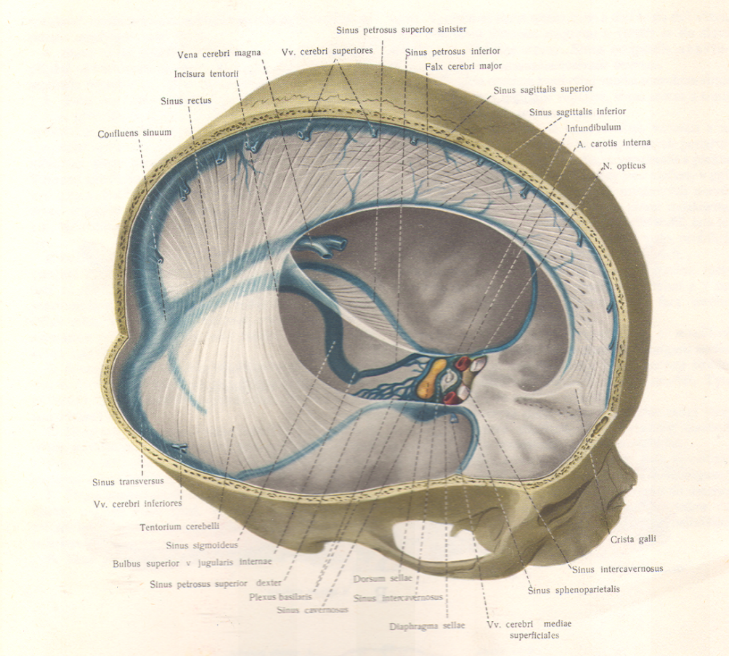 Sinus petrosus superior sinister
Vena cerebri magna
Vv. cerebri superiores
Sinus petrosus inferior
Incisura tentorii
Falx cerebri major
Sinus rectus
Sinus sagittalis superior
Sinus sagittalis inferior
Confluens sinuum
Infundibulum
A. carotis interna
N. opticus
Sinus transversus
Vv. cerebri inferiores
Tentorium cerebelli
Sinus sigmoideus
Bulbus superior v jugularis internae
Sinus petrosus superior dexter
Plexus basilaris
Sinus cavernosus
Dorsum sellae
Sinus intercavernosus
Diaphragma sellae
Vv. cerebri mediae
superficiales
Sinus sphenoparietalis
Sinus intercavernosus
Crista galli